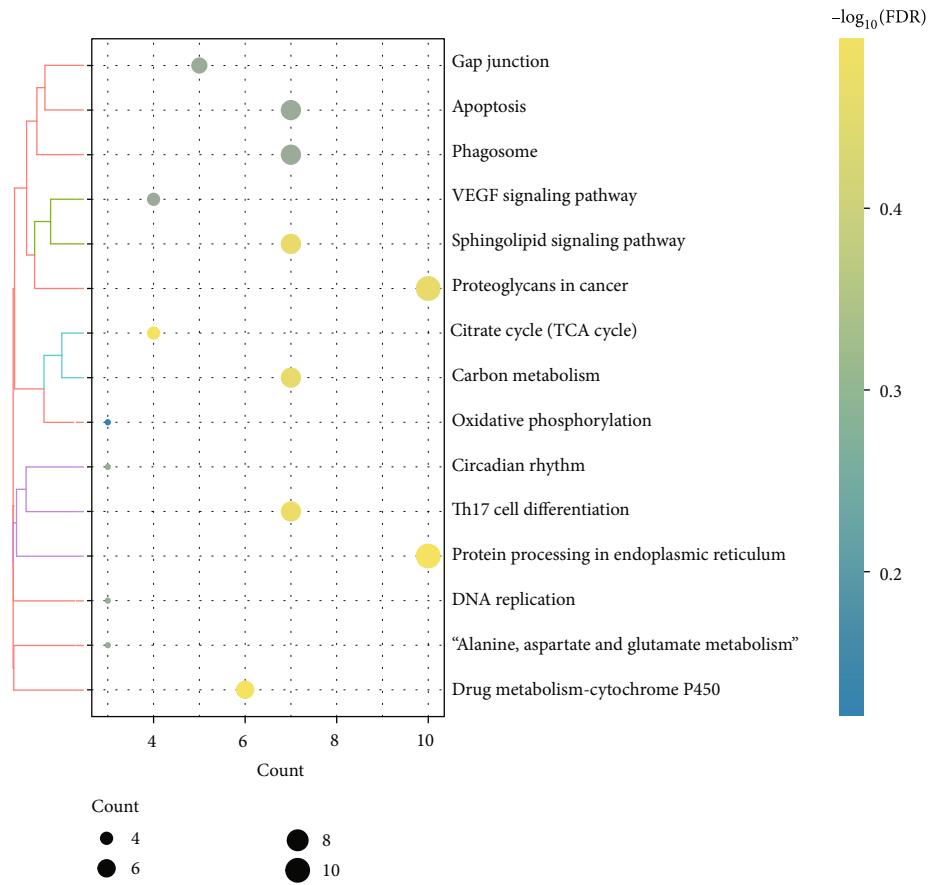 –log10(FDR)
Gap junction
Apoptosis
Phagosome
VEGF signaling pathway
Sphingolipid signaling pathway
Proteoglycans in cancer
Citrate cycle (TCA cycle)
Carbon metabolism
Oxidative phosphorylation
Circadian rhythm
Th17 cell differentiation
Protein processing in endoplasmic reticulum
DNA replication
“Alanine, aspartate and glutamate metabolism”
Drug metabolism-cytochrome P450
0.4
0.3
0.2
4 6 8 10
Count
Count
4 8
6 10